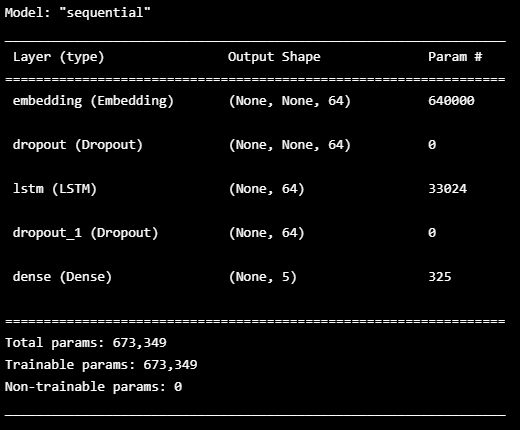 Model: "sequential"
_________________________________________________________________
Layer (type) Output Shape Param #
=================================================================
embedding (Embedding) (None, None, 64) 640000
dropout (Dropout) (None, None, 64) 0
lstm (LSTM) (None, 64) 33024
dropout_1 (Dropout) (None, 64) 0
dense (Dense) (None, 5) 325
=================================================================
Total params: 673,349
Trainable params: 673,349
Non-trainable params: 0
_________________________________________________________________